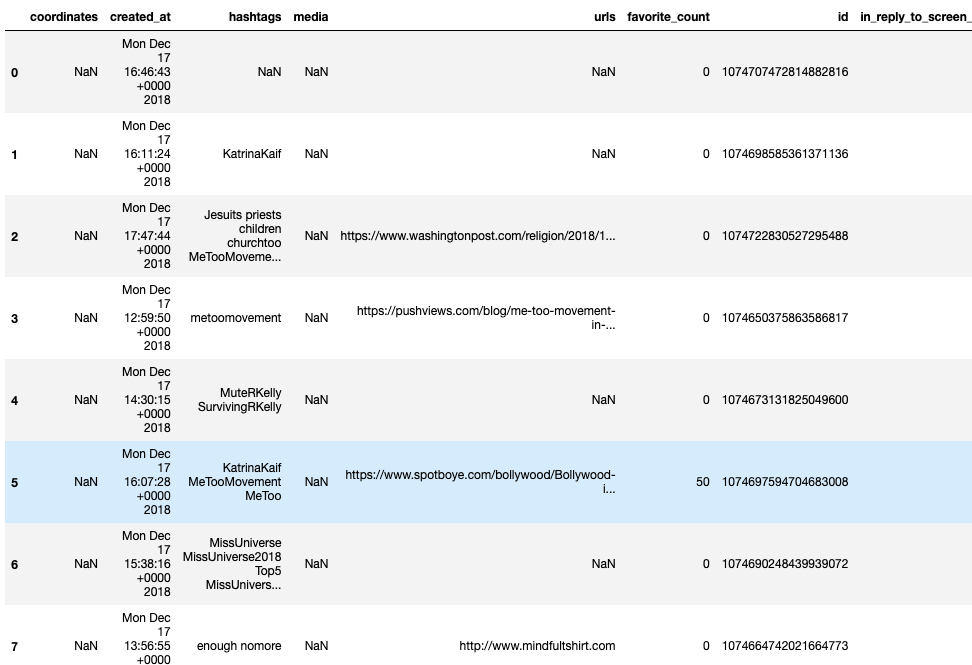 coordinates created_at hashtags media urls favorite_count id in_reply_to_screen_
Mon Dec
17
0 NaN 16:46:43 NaN NaN NaN 0 1074707472814882816
+0000
2018
Mon Dec
17
1 NaN 16:11:24 KatrinaKaif NaN NaN 0 1074698585361371136
+0000
2018
Mon Dec
17 Jesuits priests
children
2 NaN 17:47:44 churchtoo NaN https://www.washingtonpost.com/religion/2018/1... 0 1074722830527295488
+0000 MeTooMoveme...
2018
Mon Dec
17 https://pushviews.com/blog/me-too-movement-
3 NaN 12:59:50 metoomovement NaN in-... 0 1074650375863586817
+0000
2018
Mon Dec
17 MuteRKelly
4 NaN 14:30:15 SurvivingRKelly NaN NaN 0 1074673131825049600
+0000
2018
Mon Dec
17 KatrinaKaif https://www.spotboye.com/bollywood/Bollywood-
5 NaN 16:07:28 MeTooMovement NaN i... 50 1074697594704683008
+0000 MeToo
2018
Mon Dec
17 MissUniverse
MissUniverse2018
6 NaN 15:38:16 Top5 NaN NaN 0 1074690248439939072
+0000 MissUnivers...
2018
Mon Dec
17
7 NaN 13:56:55 enough nomore NaN http://www.mindfultshirt.com 0 1074664742021664773
+0000